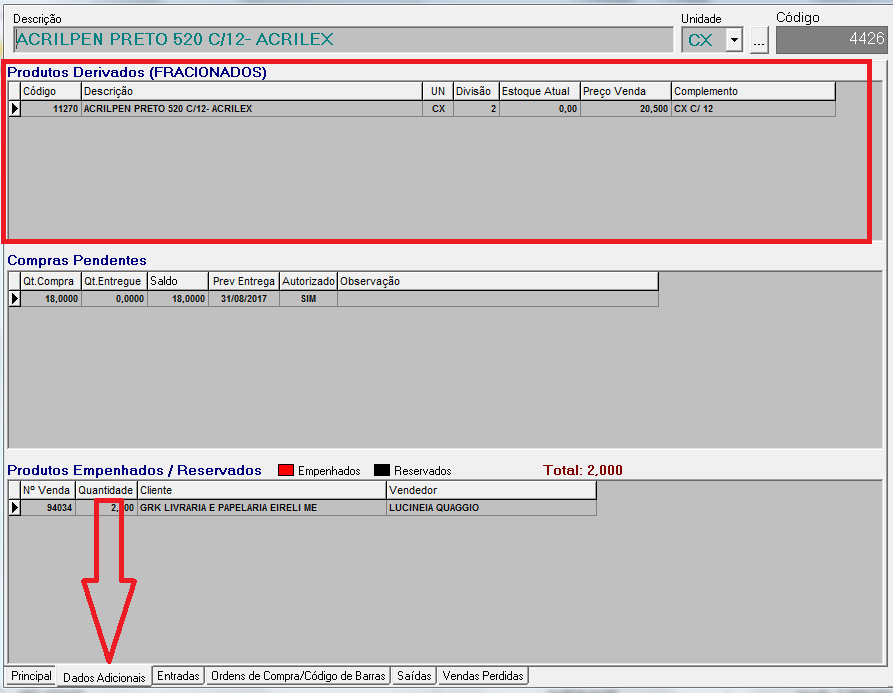 Descrição Unidade Código
ACRILPEN PRETO 520 C/12- ACRILEX CX ... 4426
Produtos Derivados (FRACIONADOS)
Código Descrição UN Divisão Estoque Atual Preço Venda Complemento
11270 ACRILPEN PRETO 520 C/12- ACRILEX CX 2 0,00 20,500 CX C/ 12
Compras Pendentes
Qt.Compra Qt.Entregue Saldo Prev Entrega Autorizado Observação
18,0000 0,0000 18,0000 31/08/2017 SIM
Produtos Empenhados / Reservados Empenhados Reservados Total: 2,000
Nº Venda Quantidade Cliente Vendedor
94034 GRK LIVRARIA E PAPELARIA EIRELI ME LUCINEIA QUAGGIO
Principal Dados Adicionais Entradas Ordens de Compra/Código de Barras Saídas Vendas Perdidas